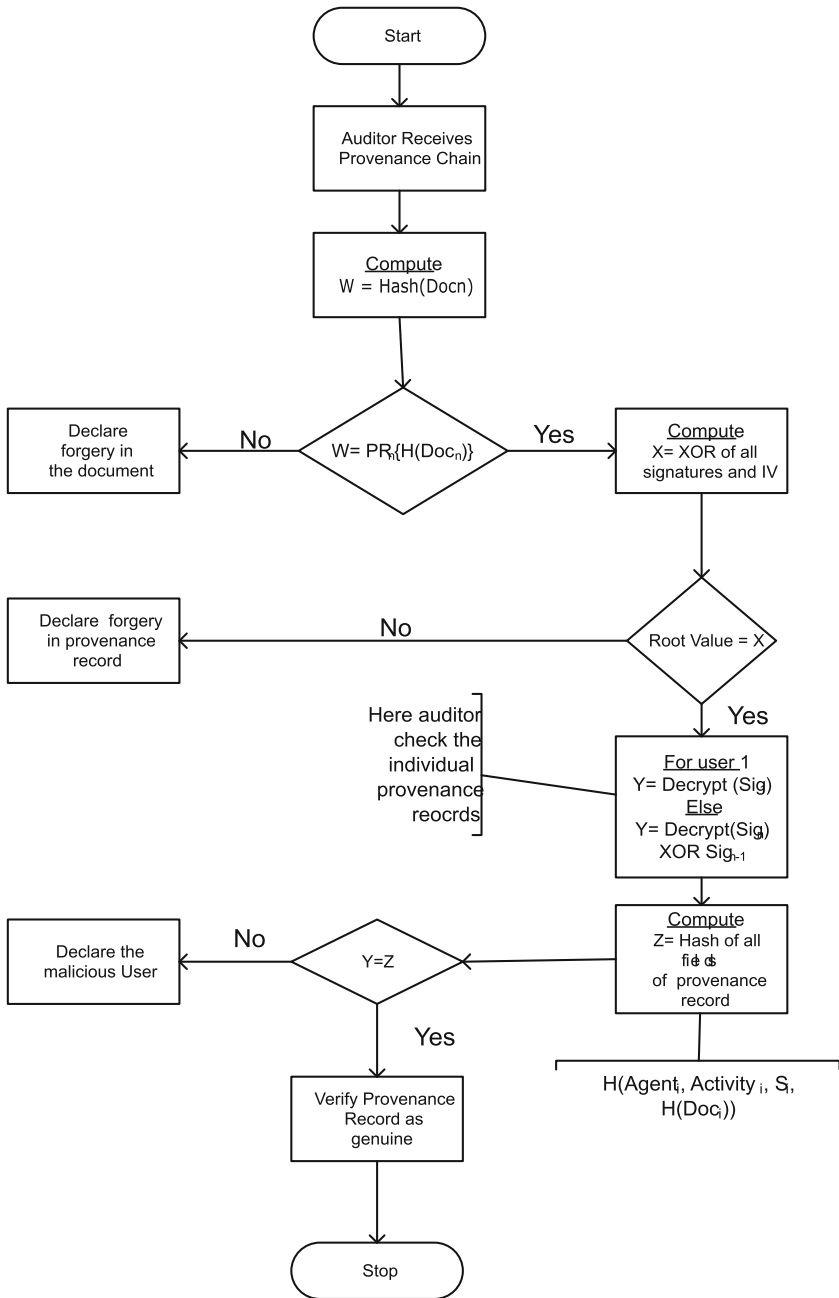 Start
Auditor Receives
Provenance Chain
Compute
W = Hash(Docn)
W= PRₙ{H(Docₙ)}
No
Yes
Declare
forgery in
the document
Compute
X= XOR of all
signatures and IV
Declare forgery
in provenance
record
No
Root Value = X
Yes
Here auditor
check the
individual
provenance
reocrds
For user 1
Y= Decrypt (Sig)
Else
Y= Decrypt(Sigₙ)
XOR Sigₙ₋₁
Declare the
malicious User
No
Y=Z
Compute
Z= Hash of all
fields
of provenance
record
Yes
H(Agentᵢ, Activity ᵢ, Sᵢ,
H(Docᵢ))
Verify Provenance
Record as
genuine
Stop